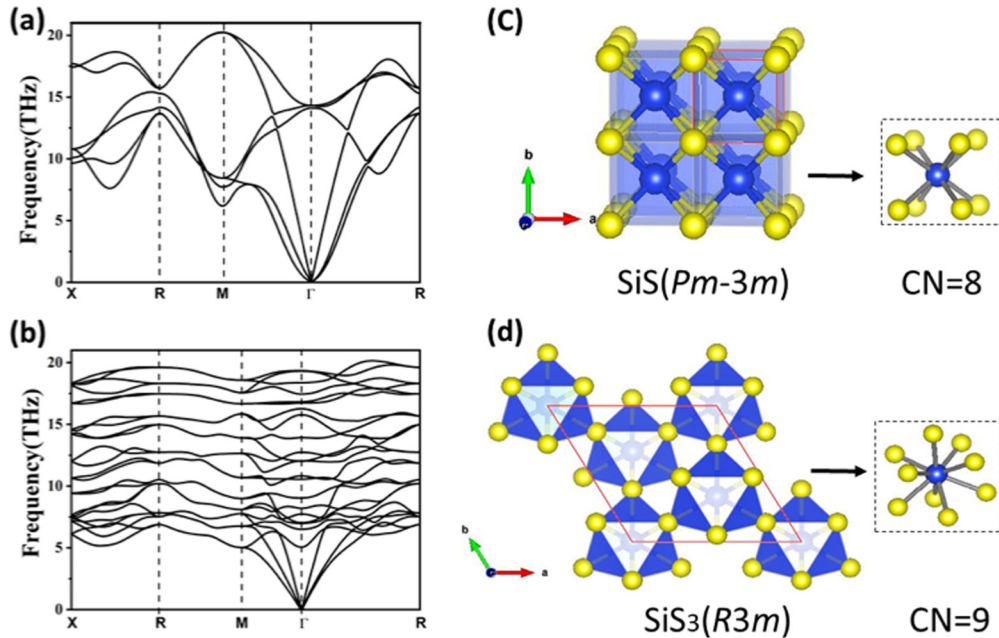 (a)
Frequency(THz)
20
15
10
5
0
X R M Γ R
(C)
b
a
SiS(Pm-3m)
CN=8
(b)
Frequency(THz)
20
15
10
5
0
X R M Γ R
(d)
b
a
SiS3(R3m)
CN=9